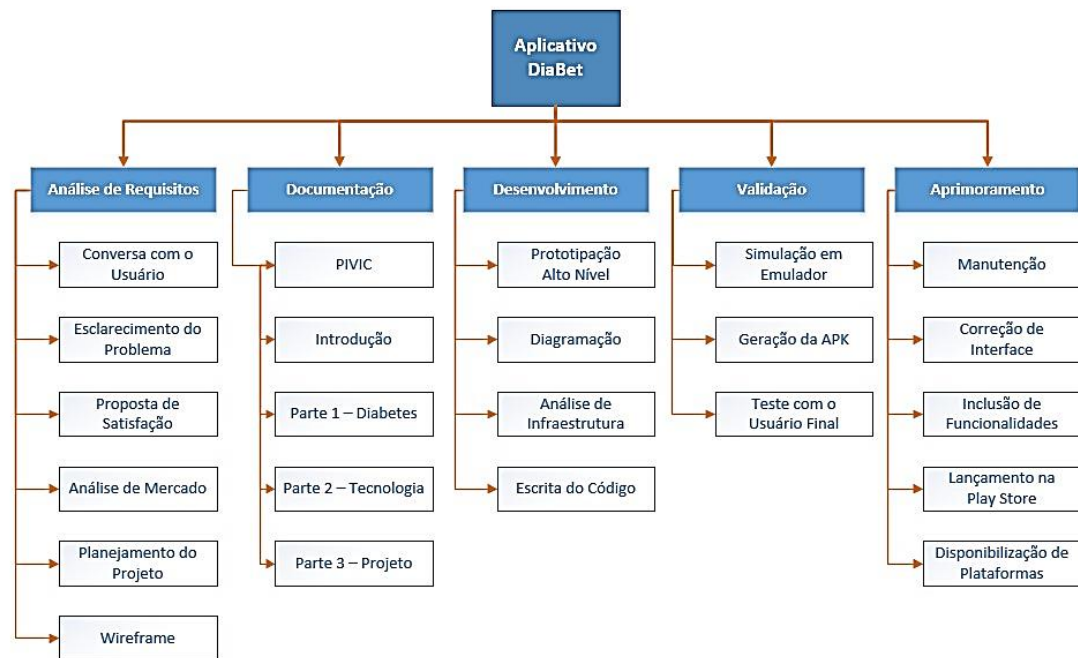 Aplicativo
DiaBet
Análise de Requisitos
Conversa com o
Usuário
Esclarecimento do
Problema
Proposta de
Satisfação
Análise de Mercado
Planejamento do
Projeto
Wireframe
Documentação
PIVIC
Introdução
Parte 1 – Diabetes
Parte 2 – Tecnologia
Parte 3 – Projeto
Desenvolvimento
Prototipação
Alto Nível
Diagramação
Análise de
Infraestrutura
Escrita do Código
Validação
Simulação em
Emulador
Geração da APK
Teste com o
Usuário Final
Aprimoramento
Manutenção
Correção de
Interface
Inclusão de
Funcionalidades
Lançamento na
Play Store
Disponibilização de
Plataformas